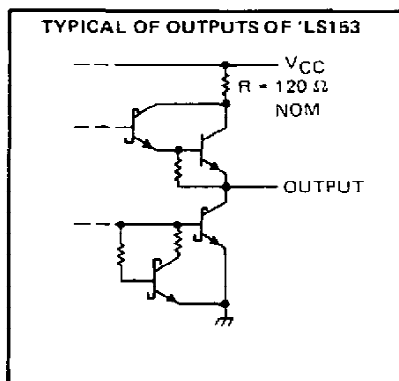 TYPICAL OF OUTPUTS OF 'LS153
VCC
R = 120 Ω
NOM
OUTPUT